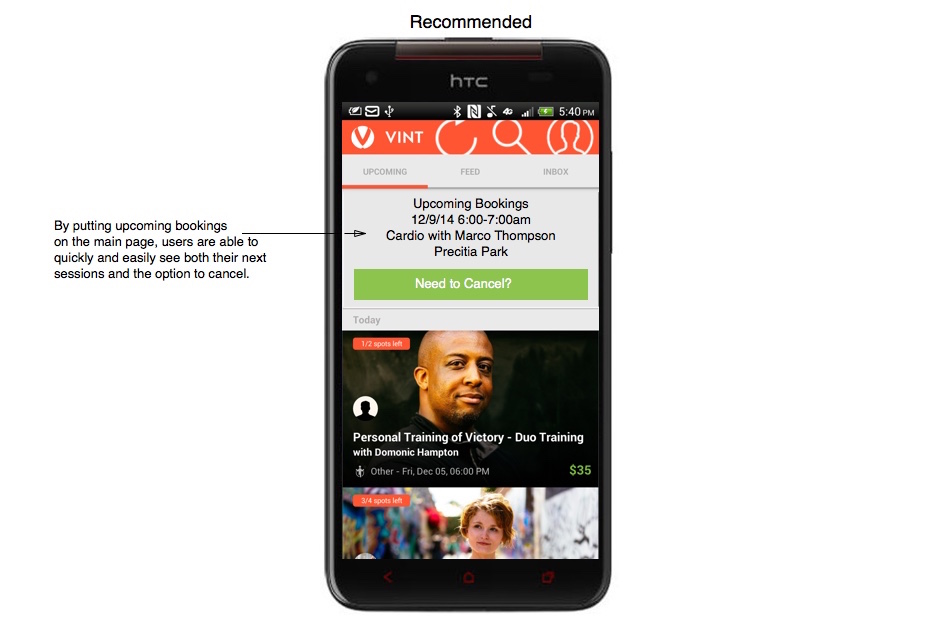 Recommended
hTC
4G
5:40 PM
VINT
UPCOMING
FEED
INBOX
Upcoming Bookings
12/9/14 6:00-7:00am
Cardio with Marco Thompson
Precitia Park
By putting upcoming bookings
on the main page, users are able to
quickly and easily see both their next
sessions and the option to cancel.
Need to Cancel?
Today
1/2 spots left
Personal Training of Victory - Duo Training
with Domonic Hampton
Other - Fri, Dec 05, 06:00 PM
$35
3/4 spots left